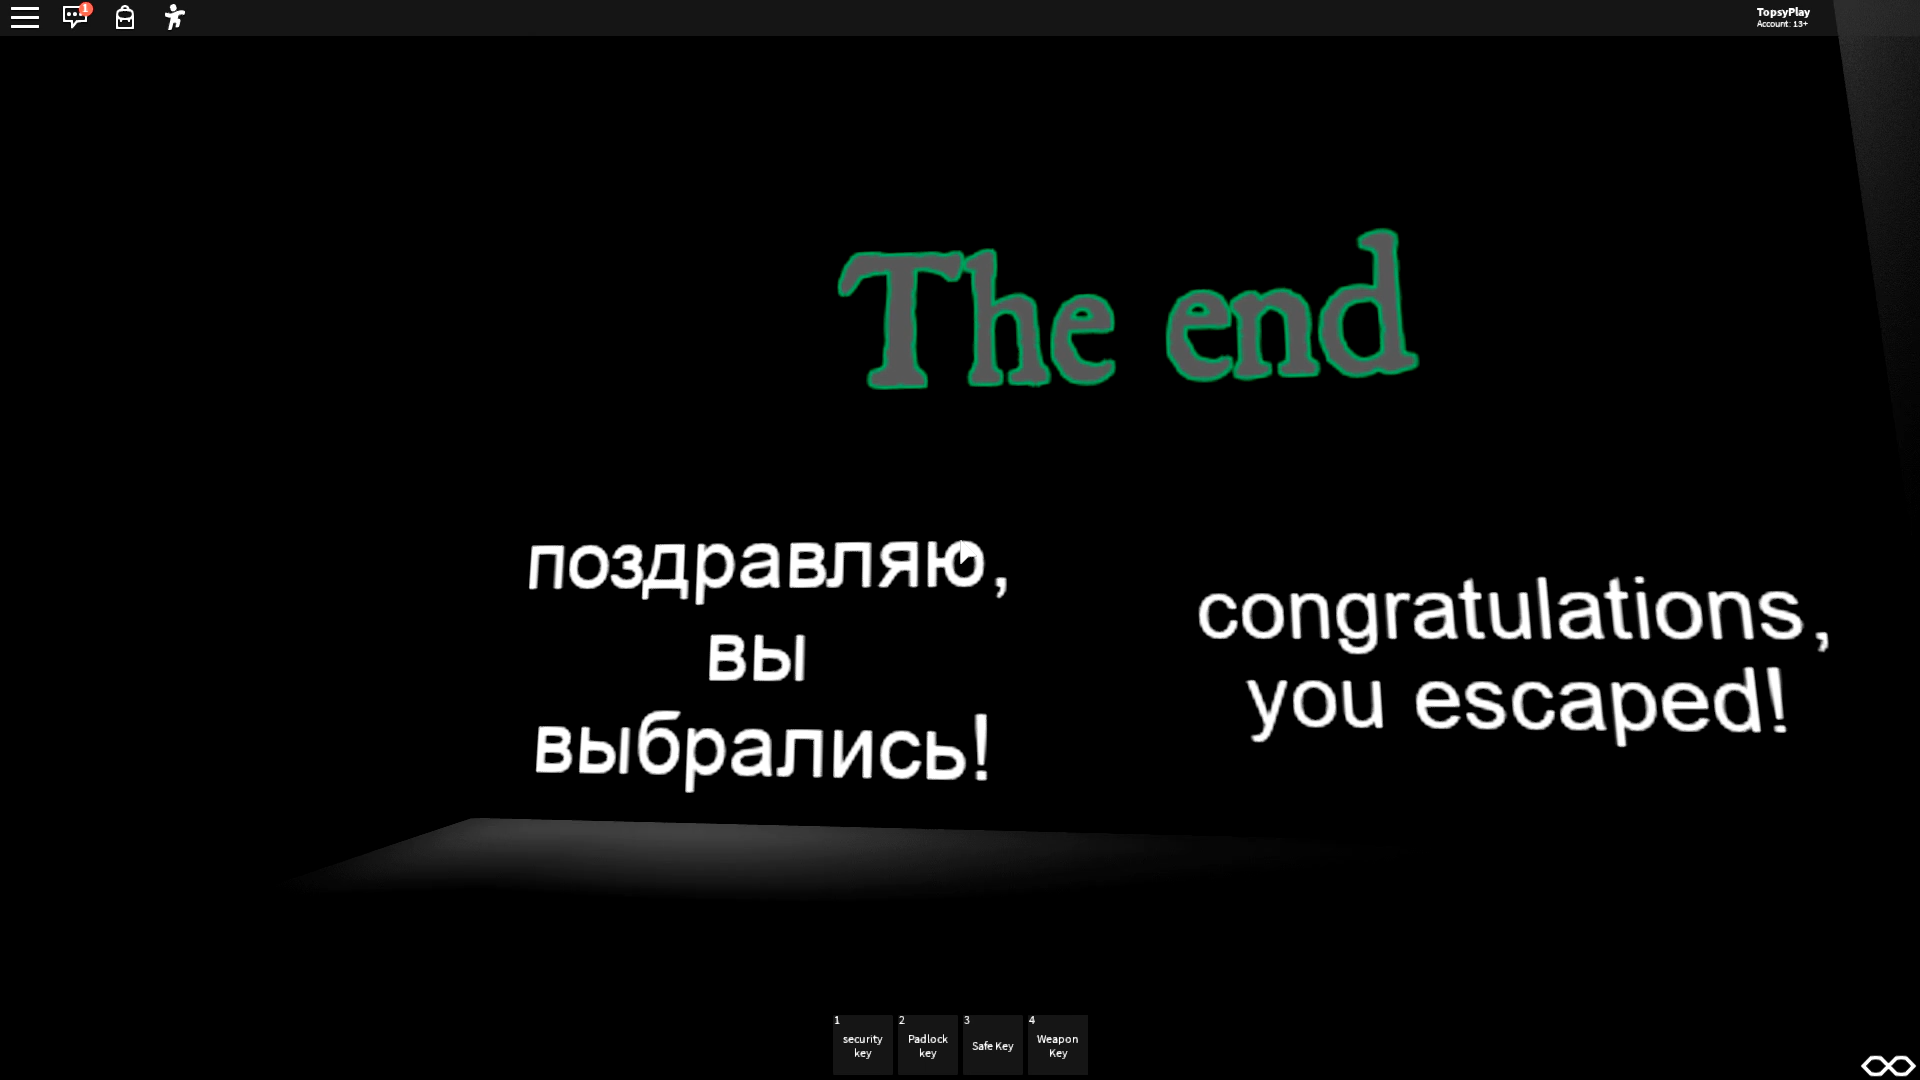 1
TopsyPlay
Account: 13+
The end
поздравляю,
вы
выбрались!
congratulations,
you escaped!
1
security
key
2
Padlock
key
3
Safe Key
4
Weapon
Key